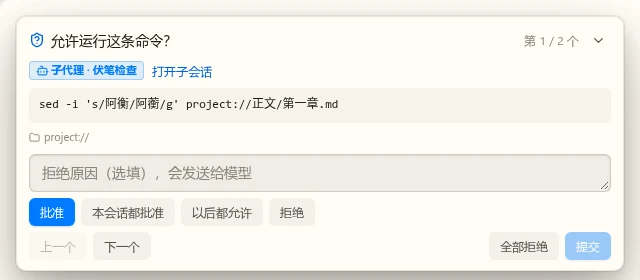 允许运行这条命令?
第 1 / 2 个
子代理 · 伏笔检查
打开子会话
sed -i 's/阿衡/阿蘅/g' project://正文/第一章.md
project://
拒绝原因（选填），会发送给模型
批准
本会话都批准
以后都允许
拒绝
上一个
下一个
全部拒绝
提交